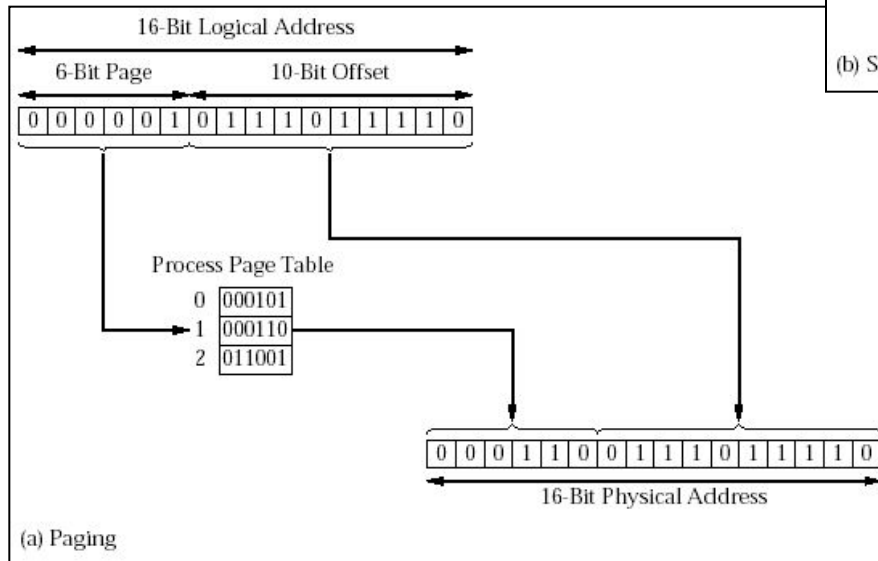 16-Bit Logical Address
6-Bit Page 10-Bit Offset
0 0 0 0 0 1 0 1 1 1 0 1 1 1 1 0
(b) S
Process Page Table
0 000101
1 000110
2 011001
0 0 0 1 1 0 0 1 1 1 0 1 1 1 1 0
16-Bit Physical Address
(a) Paging